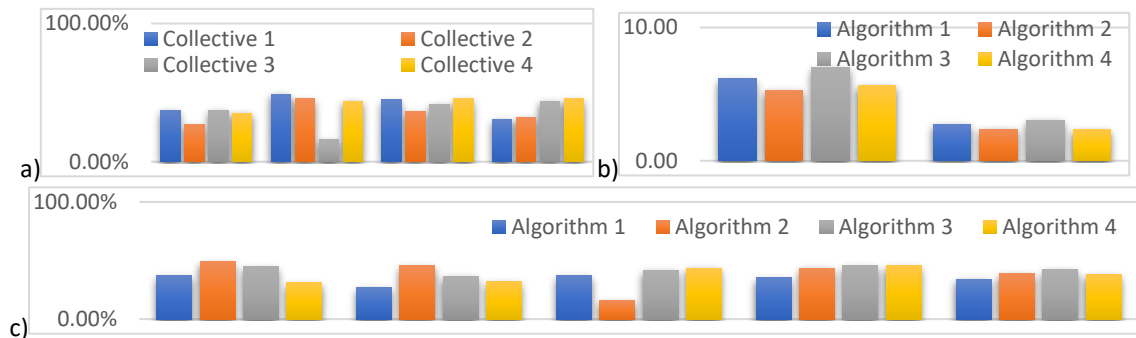 100.00%
Collective 1 Collective 2
Collective 3 Collective 4
0.00%
a)
10.00
Algorithm 1 Algorithm 2
Algorithm 3 Algorithm 4
0.00
b)
100.00%
Algorithm 1 Algorithm 2 Algorithm 3 Algorithm 4
0.00%
c)